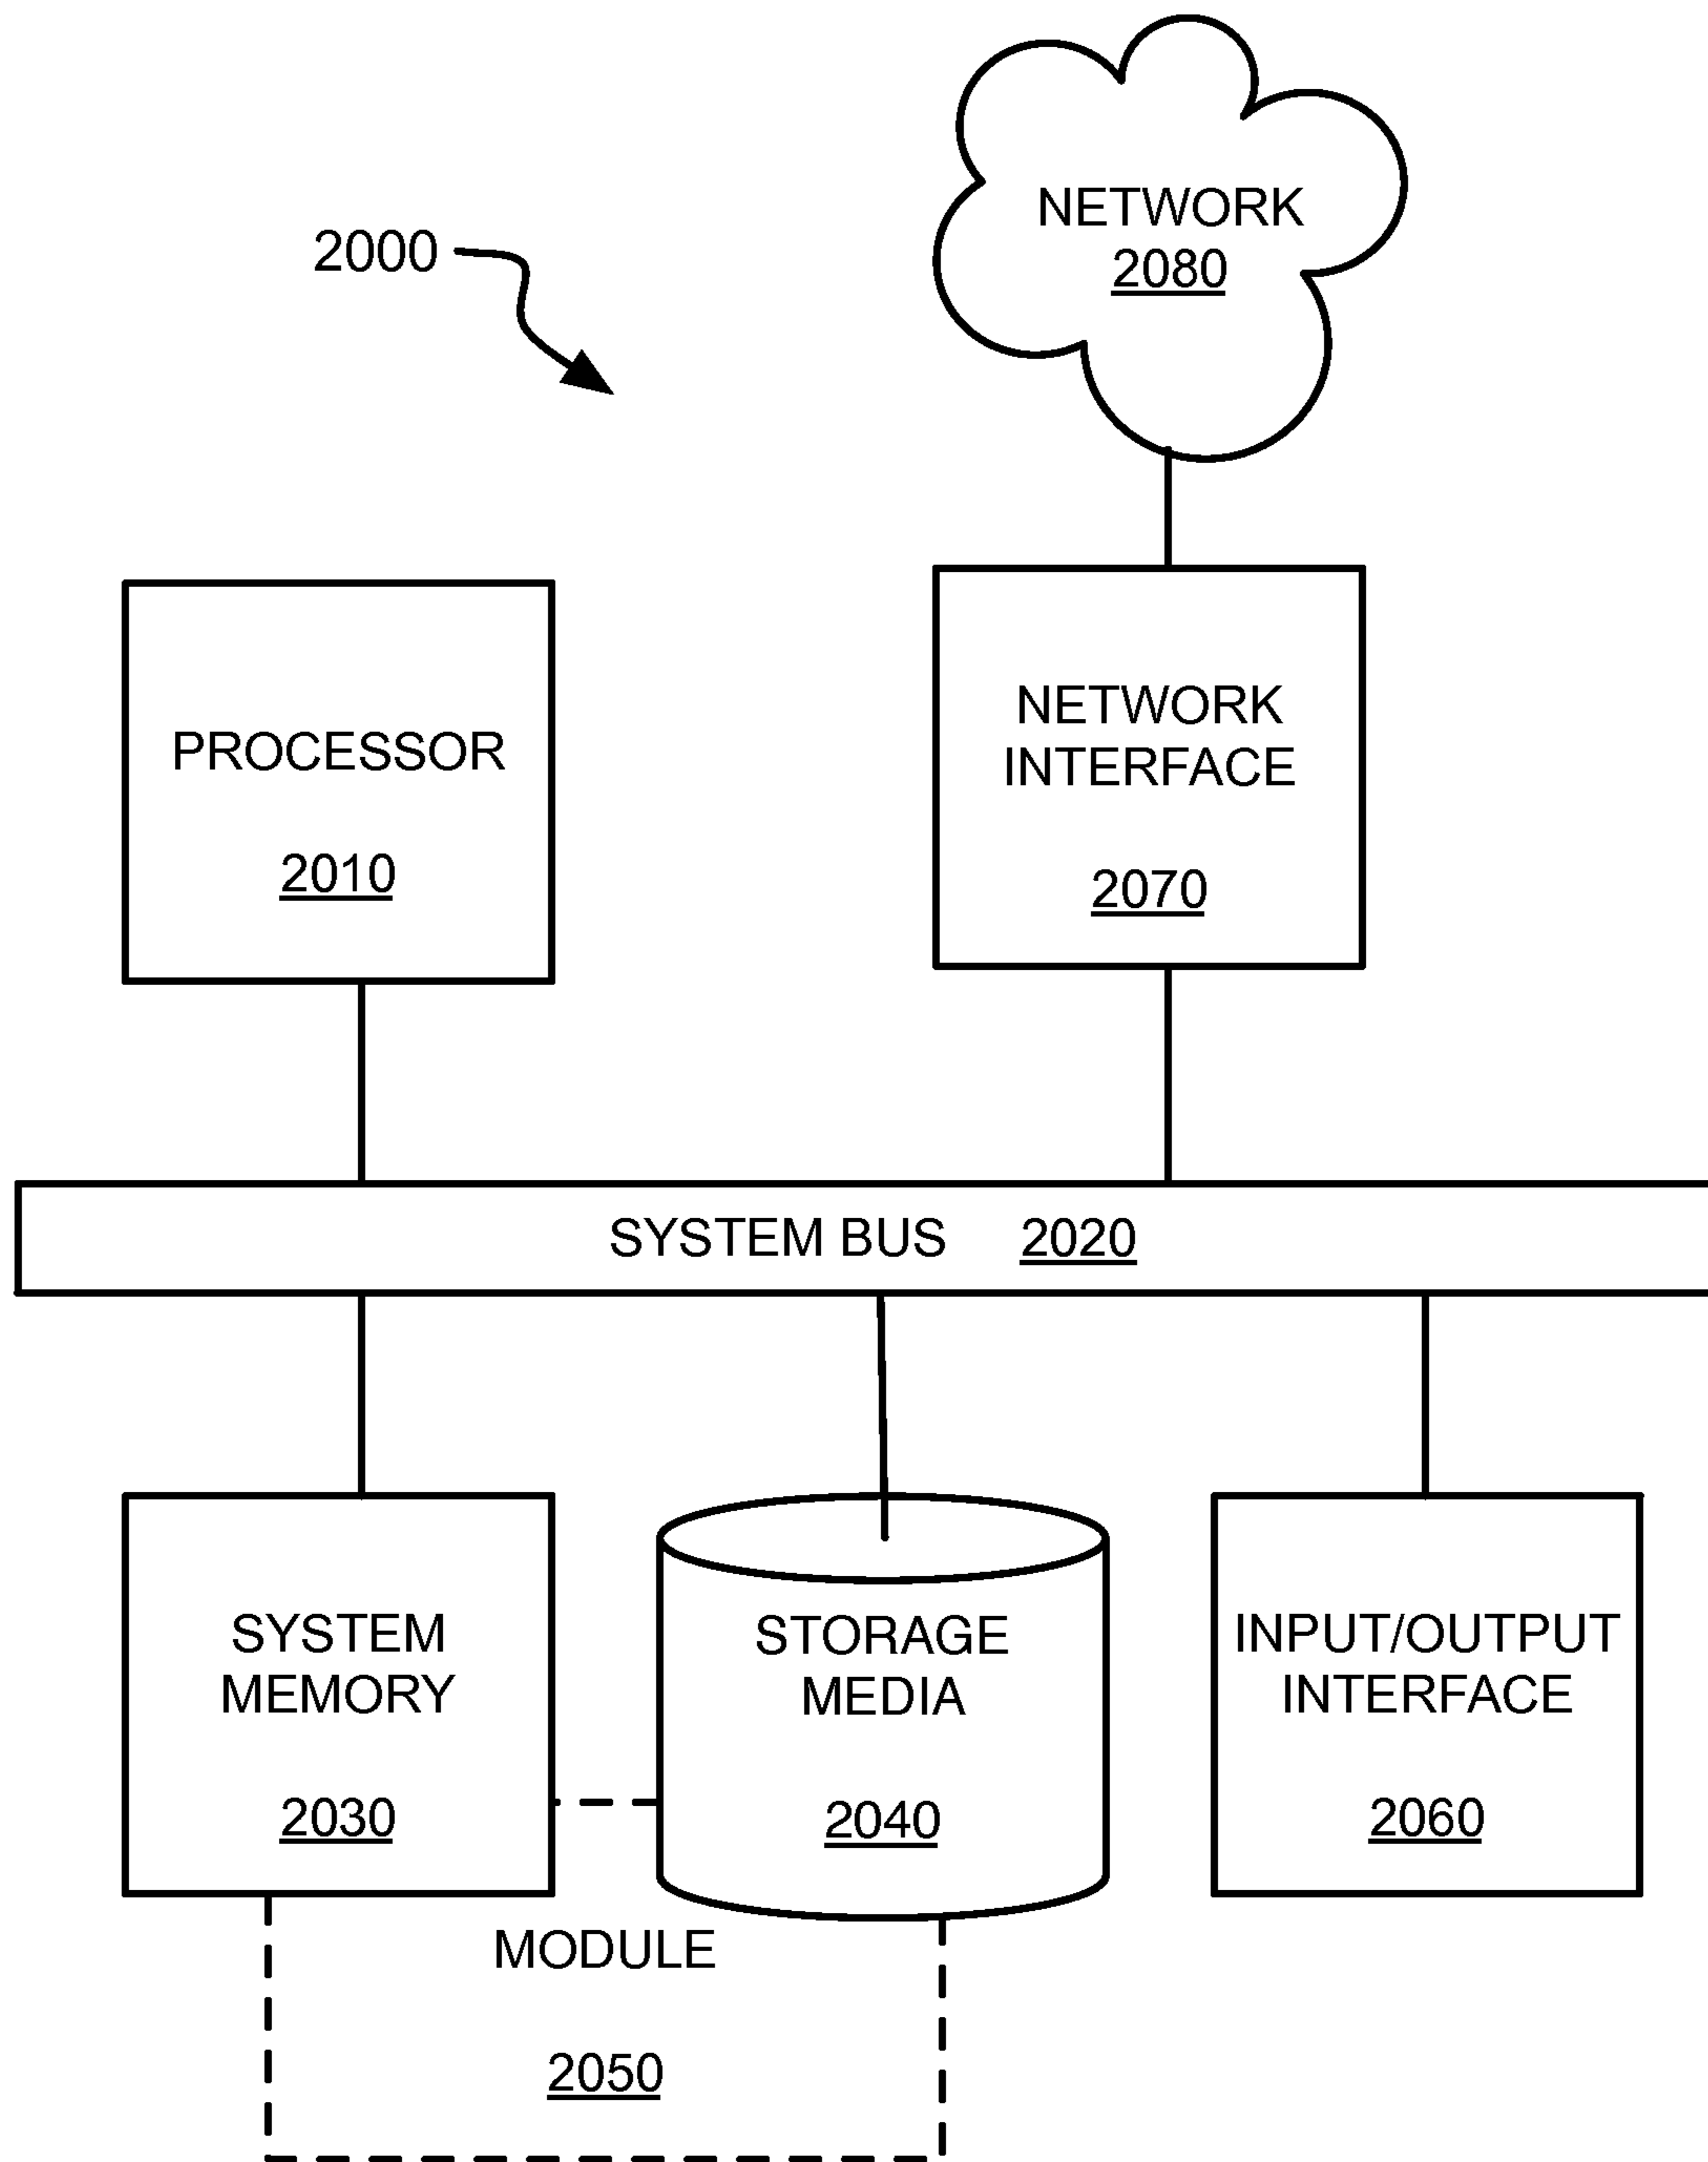 NETWORK
2080
2000
PROCESSOR
2010
NETWORK
INTERFACE
2070
SYSTEM BUS 2020
SYSTEM
MEMORY
2030
STORAGE
MEDIA
2040
INPUT/OUTPUT
INTERFACE
2060
MODULE
2050